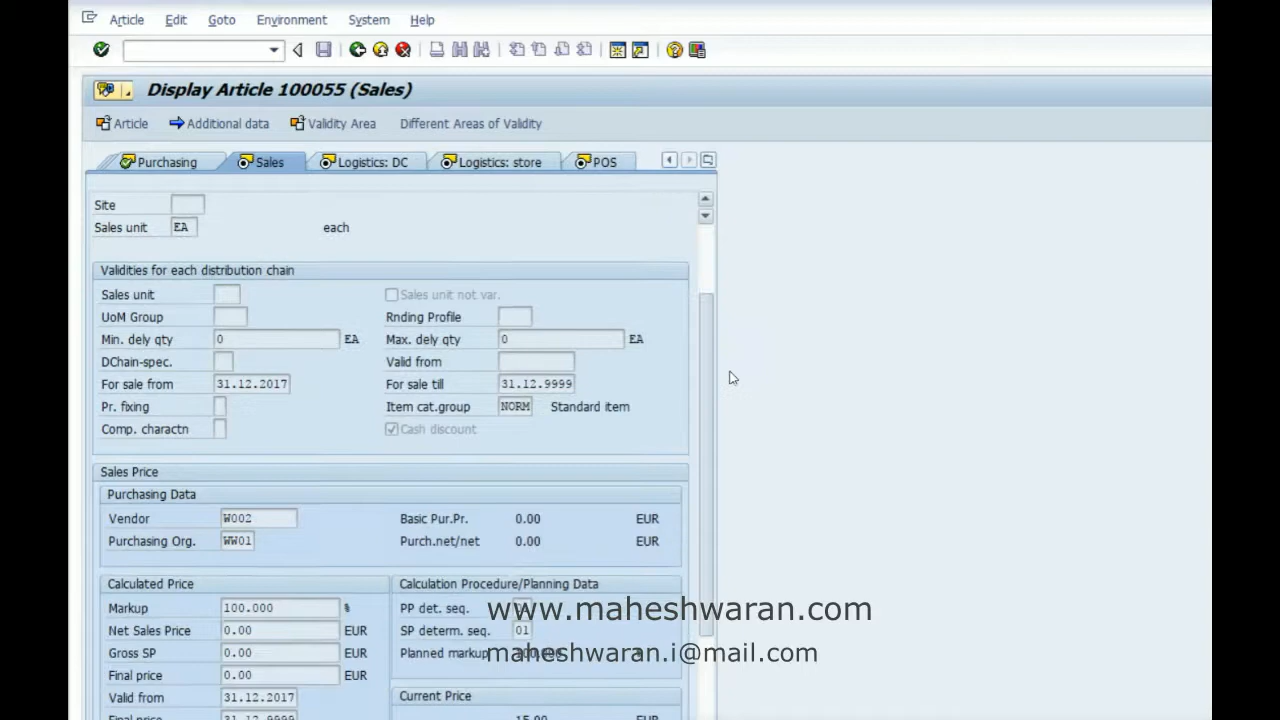 Article Edit Goto Environment System Help
Display Article 100055 (Sales)
Article Additional data Validity Area Different Areas of Validity
Purchasing Sales Logistics: DC Logistics: store POS
Site
Sales unit EA each
Validities for each distribution chain
Sales unit Sales unit not var.
UoM Group Rnding Profile
Min. dely qty 0 EA Max. dely qty 0 EA
DChain-spec. Valid from
For sale from 31.12.2017 For sale till 31.12.9999
Pr. fixing Item cat.group NORM Standard item
Comp. charactn Cash discount
Sales Price
Purchasing Data
Vendor W002 Basic Pur.Pr. 0.00 EUR
Purchasing Org. WW01 Purch.net/net 0.00 EUR
Calculated Price Calculation Procedure/Planning Data
Markup 100.000 % PP det. seq.
www.maheshwaran.com
Net Sales Price 0.00 EUR SP determ. seq. 01
Gross SP 0.00 EUR Planned markup
maheshwaran.i@mail.com
Final price 0.00 EUR
Valid from 31.12.2017 Current Price
Final price 31.12.9999 15.00 EUR